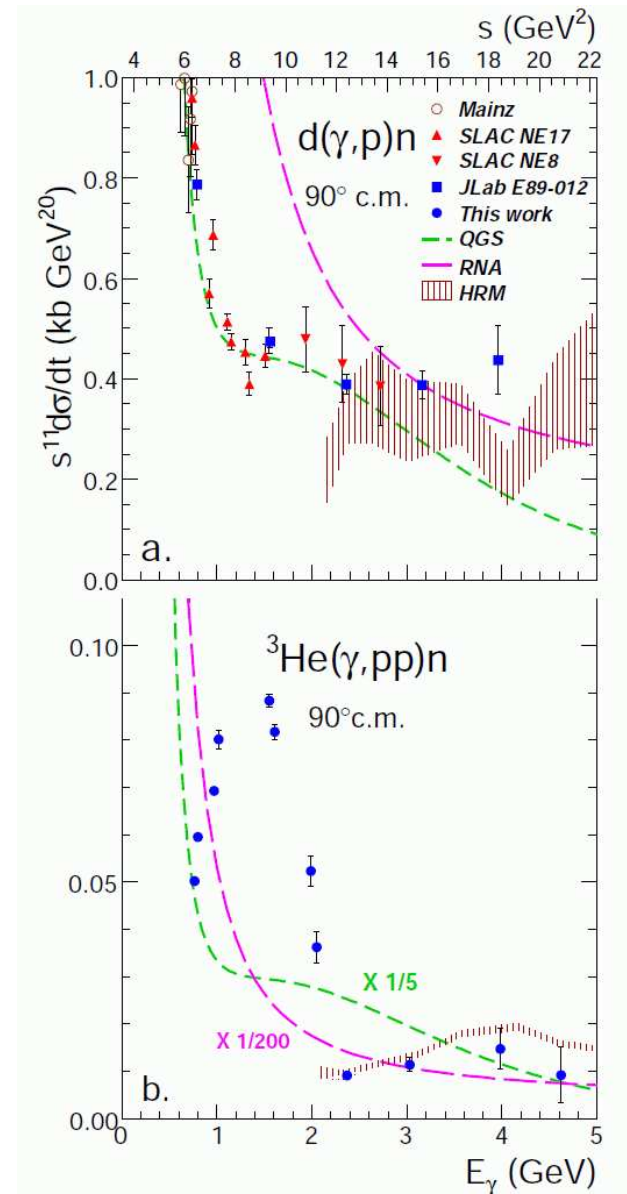 s (GeV²)
4 6 8 10 12 14 16 18 20 22
1.0
0.8
0.6
0.4
0.2
0.0
s¹¹dσ/dt (kb GeV²⁰)
d(γ,p)n
90° c.m.
Mainz
SLAC NE17
SLAC NE8
JLab E89-012
This work
QGS
RNA
HRM
a.
0.10
0.05
0.00
³He(γ,pp)n
90°c.m.
X 1/5
X 1/200
b.
0 1 2 3 4 5
Eγ (GeV)